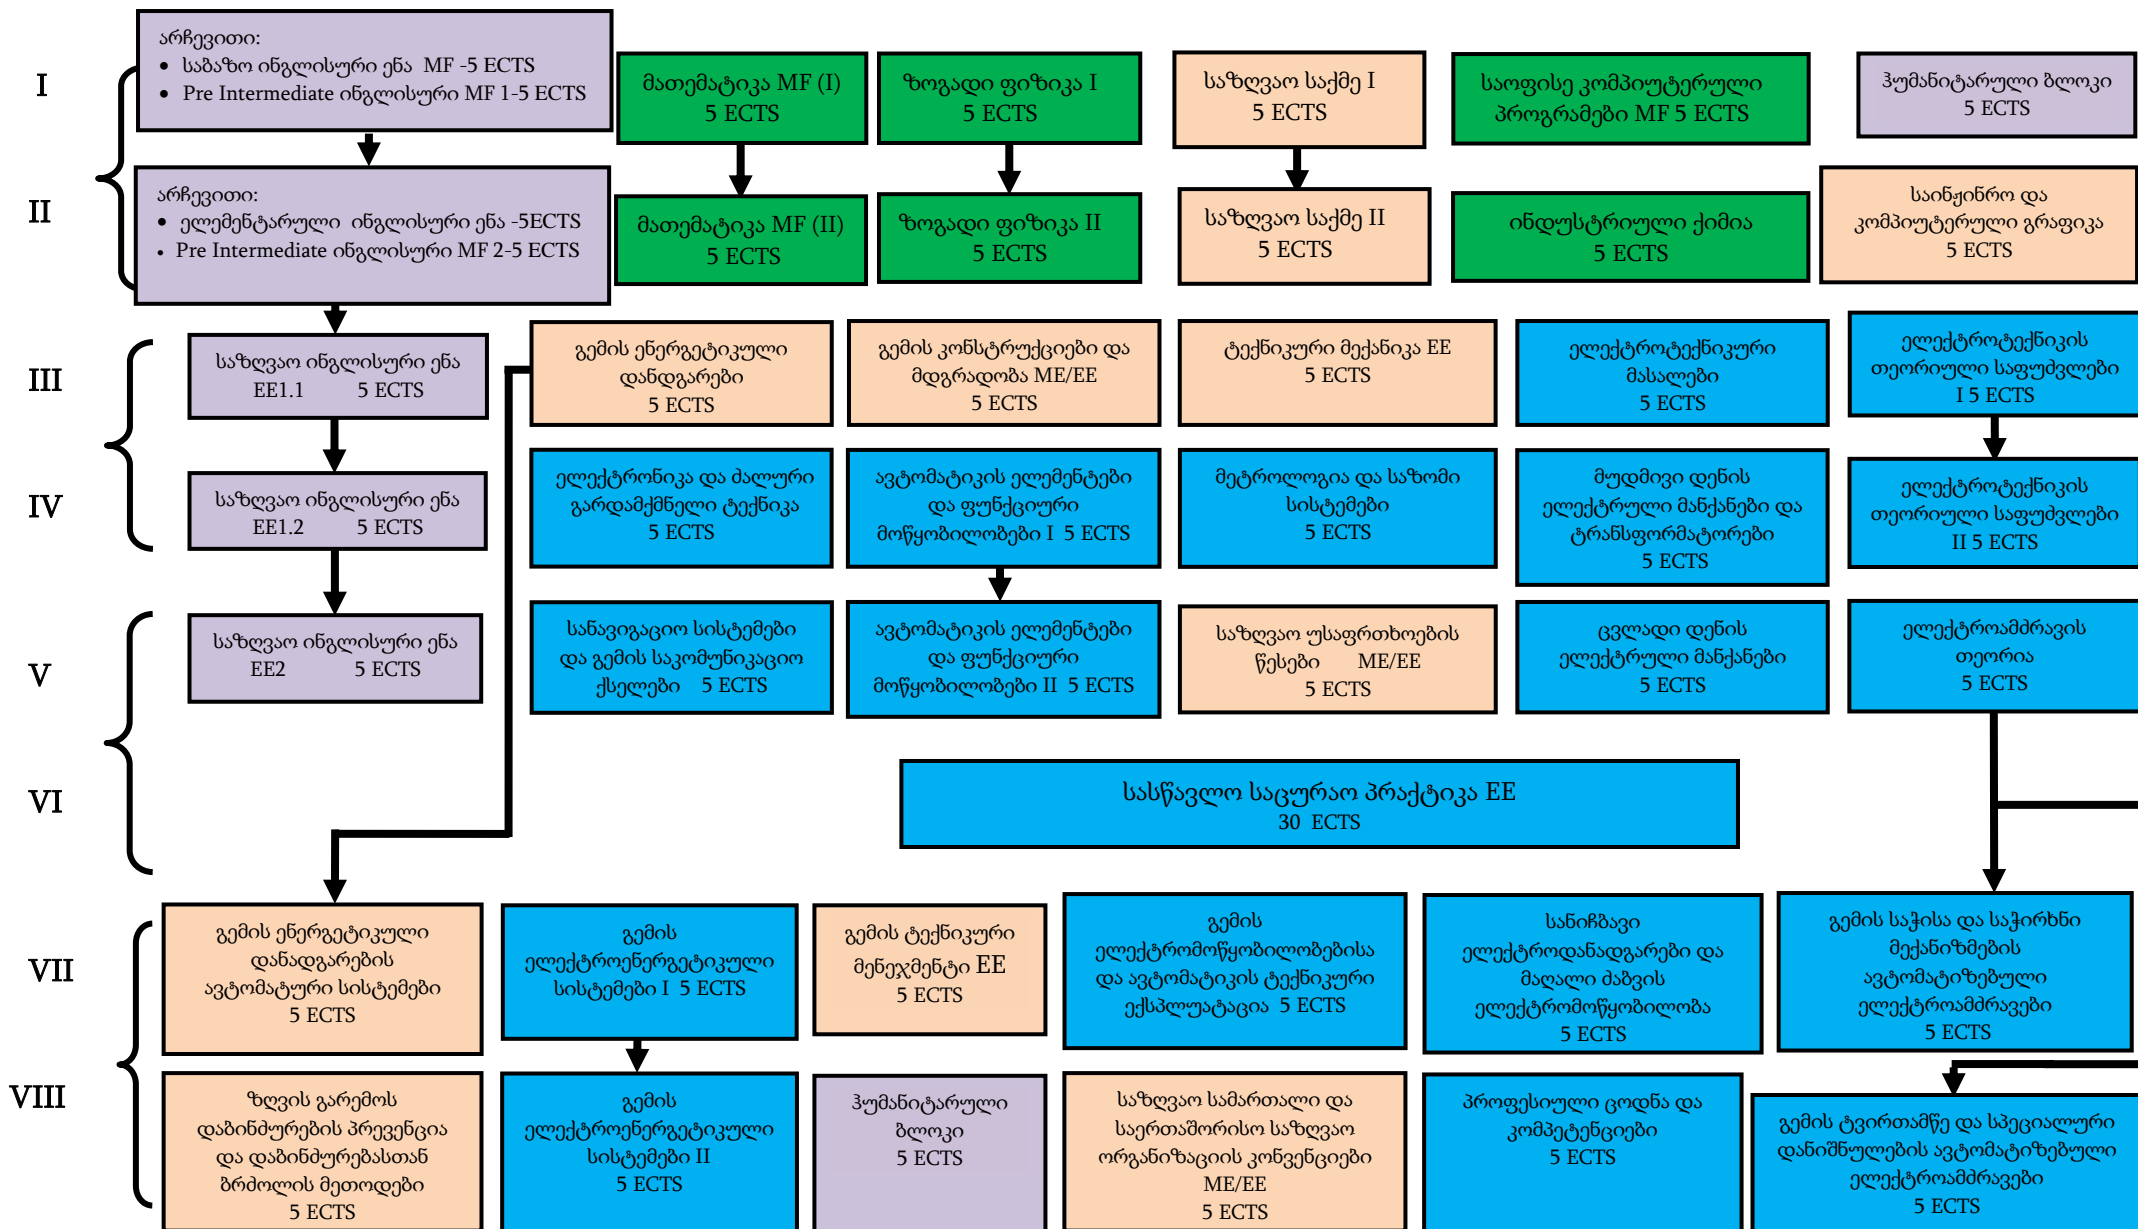 I
არჩევითი:
• საბაზო ინგლისური ენა MF -5 ECTS
• Pre Intermediate ინგლისური MF 1-5 ECTS
მათემატიკა MF (I)
5 ECTS
ზოგადი ფიზიკა I
5 ECTS
საზღვაო საქმე I
5 ECTS
საოფისე კომპიუტერული
პროგრამები MF 5 ECTS
ჰუმანიტარული ბლოკი
5 ECTS
II
არჩევითი:
• ელემენტარული ინგლისური ენა -5ECTS
• Pre Intermediate ინგლისური MF 2-5 ECTS
მათემატიკა MF (II)
5 ECTS
ზოგადი ფიზიკა II
5 ECTS
საზღვაო საქმე II
5 ECTS
ინდუსტრიული ქიმია
5 ECTS
საინჟინრო და
კომპიუტერული გრაფიკა
5 ECTS
III
საზღვაო ინგლისური ენა
EE1.1 5 ECTS
გემის ენერგეტიკული
დანდგარები
5 ECTS
გემის კონსტრუქციები და
მდგრადობა ME/EE
5 ECTS
ტექნიკური მექანიკა EE
5 ECTS
ელექტროტექნიკური
მასალები
5 ECTS
ელექტროტექნიკის
თეორიული საფუძვლები
I 5 ECTS
IV
საზღვაო ინგლისური ენა
EE1.2 5 ECTS
ელექტრონიკა და ძალური
გარდამქმნელი ტექნიკა
5 ECTS
ავტომატიკის ელემენტები
და ფუნქციური
მოწყობილობები I 5 ECTS
მეტროლოგია და საზომი
სისტემები
5 ECTS
მუდმივი დენის
ელექტრული მანქანები და
ტრანსფორმატორები
5 ECTS
ელექტროტექნიკის
თეორიული საფუძვლები
II 5 ECTS
V
საზღვაო ინგლისური ენა
EE2 5 ECTS
სანავიგაციო სისტემები
და გემის საკომუნიკაციო
ქსელები 5 ECTS
ავტომატიკის ელემენტები
და ფუნქციური
მოწყობილობები II 5 ECTS
საზღვაო უსაფრთხოების
წესები ME/EE
5 ECTS
ცვლადი დენის
ელექტრული მანქანები
5 ECTS
ელექტროამძრავის
თეორია
5 ECTS
VI
სასწავლო საცურაო პრაქტიკა EE
30 ECTS
VII
გემის ენერგეტიკული
დანადგარების
ავტომატური სისტემები
5 ECTS
გემის
ელექტროენერგეტიკული
სისტემები I 5 ECTS
გემის ტექნიკური
მენეჯმენტი EE
5 ECTS
გემის
ელექტრომოწყობილობებისა
და ავტომატიკის ტექნიკური
ექსპლუატაცია 5 ECTS
სანიჩბავი
ელექტროდანადგარები და
მაღალი ძაბვის
ელექტრომოწყობილობა
5 ECTS
გემის საჭისა და საჭირხნი
მექანიზმების
ავტომატიზებული
ელექტროამძრავები
5 ECTS
VIII
ზღვის გარემოს
დაბინძურების პრევენცია
და დაბინძურებასთან
ბრძოლის მეთოდები
5 ECTS
გემის
ელექტროენერგეტიკული
სისტემები II
5 ECTS
ჰუმანიტარული
ბლოკი
5 ECTS
საზღვაო სამართალი და
საერთაშორისო საზღვაო
ორგანიზაციის კონვენციები
ME/EE
5 ECTS
პროფესიული ცოდნა და
კომპეტენციები
5 ECTS
გემის ტვირთამწე და სპეციალური
დანიშნულების ავტომატიზებული
ელექტროამძრავები
5 ECTS